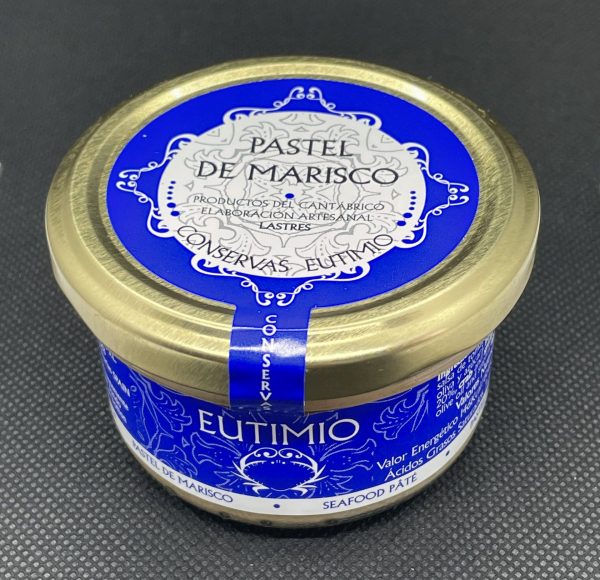 PASTEL
DE MARISCO
PRODUCTOS DEL CANTÁBRICO
ELABORACIÓN ARTESANAL
LASTRES
CONSERVAS EUTIMIO
CONSERV
EUTIMIO
PASTEL DE MARISCO • SEAFOOD PÂTÉ
Valor Energético
Ácidos Grasos